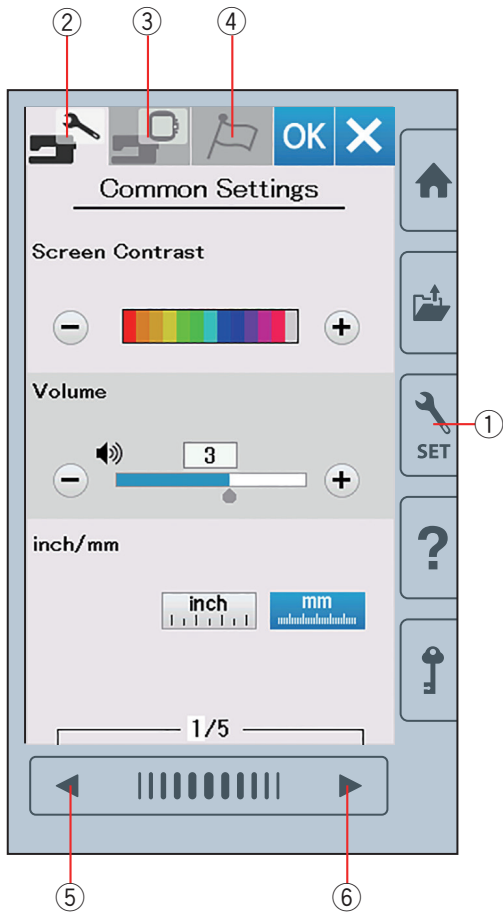 ② ③ ④
OK
Common Settings
Screen Contrast
Volume
3
①
SET
inch/mm
inch mm
?
1/5
⑤ ⑥